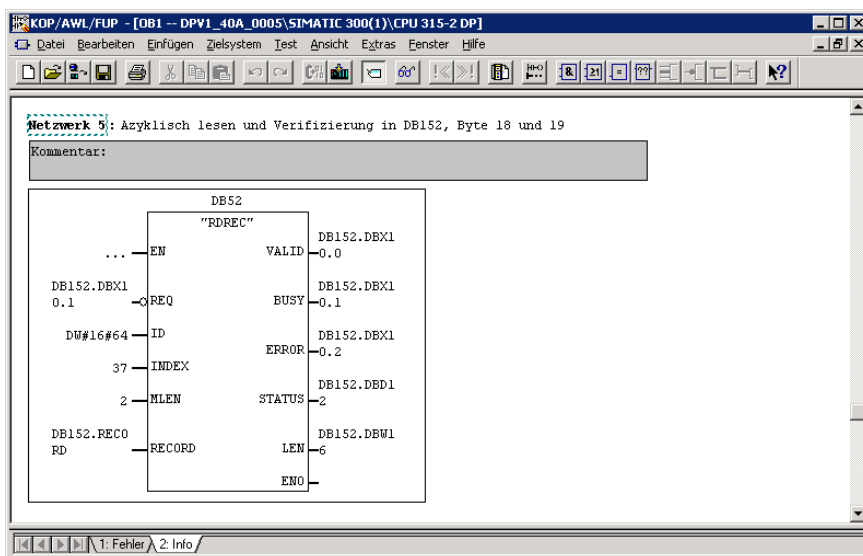 KOP/AWL/FUP - [OB1 -- DPV1_40A_0005\SIMATIC 300(1)\CPU 315-2 DP]
Datei Bearbeiten Einfügen Zielsystem Test Ansicht Extras Fenster Hilfe
Netzwerk 5: Azyklisch lesen und Verifizierung in DB152, Byte 18 und 19
Kommentar:
DB52
"RDREC"
... EN VALID DB152.DBX1
0.0
DB152.DBX1
0.1 REQ BUSY DB152.DBX1
0.1
DW#16#64 ID
ERROR DB152.DBX1
0.2
37 INDEX
2 MLEN STATUS DB152.DBD1
2
DB152.RECO
RD RECORD LEN DB152.DBW1
6
ENO
1: Fehler 2: Info